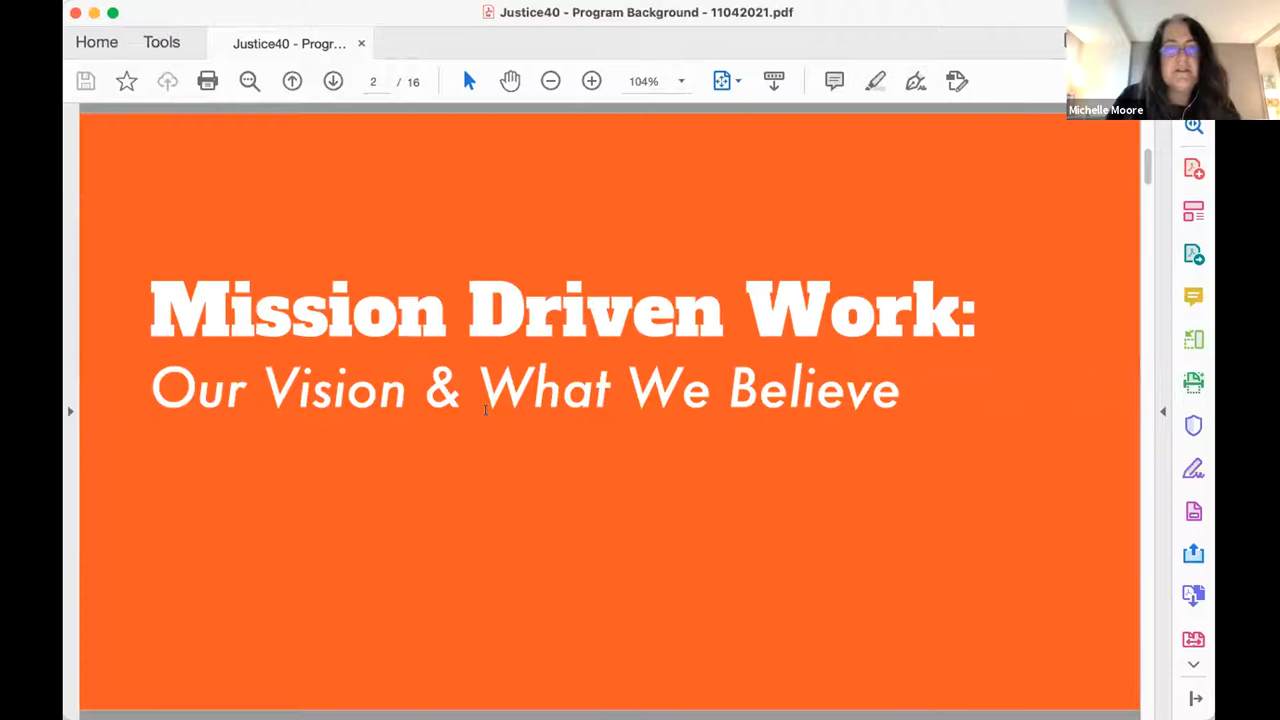 Justice40 - Program Background - 11042021.pdf
Home
Tools
Justice40 - Progr...
2 / 16
104%
Michelle Moore
Mission Driven Work:
Our Vision & What We Believe